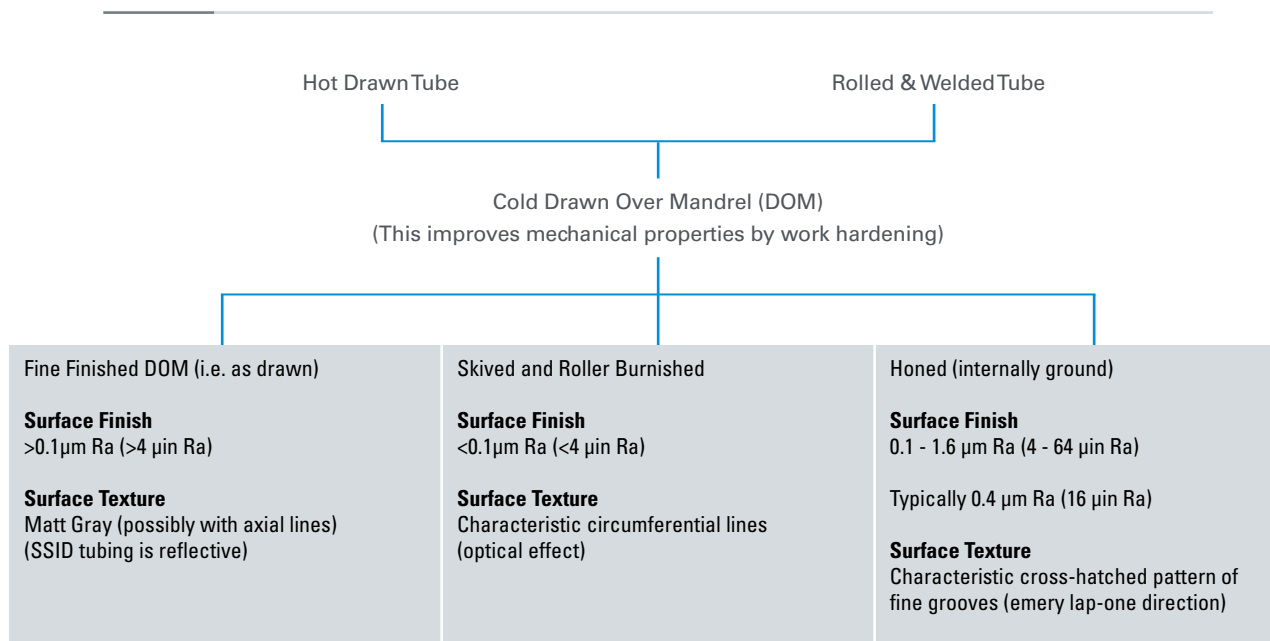 Hot Drawn Tube
Rolled & Welded Tube
Cold Drawn Over Mandrel (DOM)
(This improves mechanical properties by work hardening)
Fine Finished DOM (i.e. as drawn)
Surface Finish
>0.1µm Ra (>4 µin Ra)
Surface Texture
Matt Gray (possibly with axial lines)
(SSID tubing is reflective)
Skived and Roller Burnished
Surface Finish
<0.1µm Ra (<4 µin Ra)
Surface Texture
Characteristic circumferential lines
(optical effect)
Honed (internally ground)
Surface Finish
0.1 - 1.6 µm Ra (4 - 64 µin Ra)
Typically 0.4 µm Ra (16 µin Ra)
Surface Texture
Characteristic cross-hatched pattern of
fine grooves (emery lap-one direction)